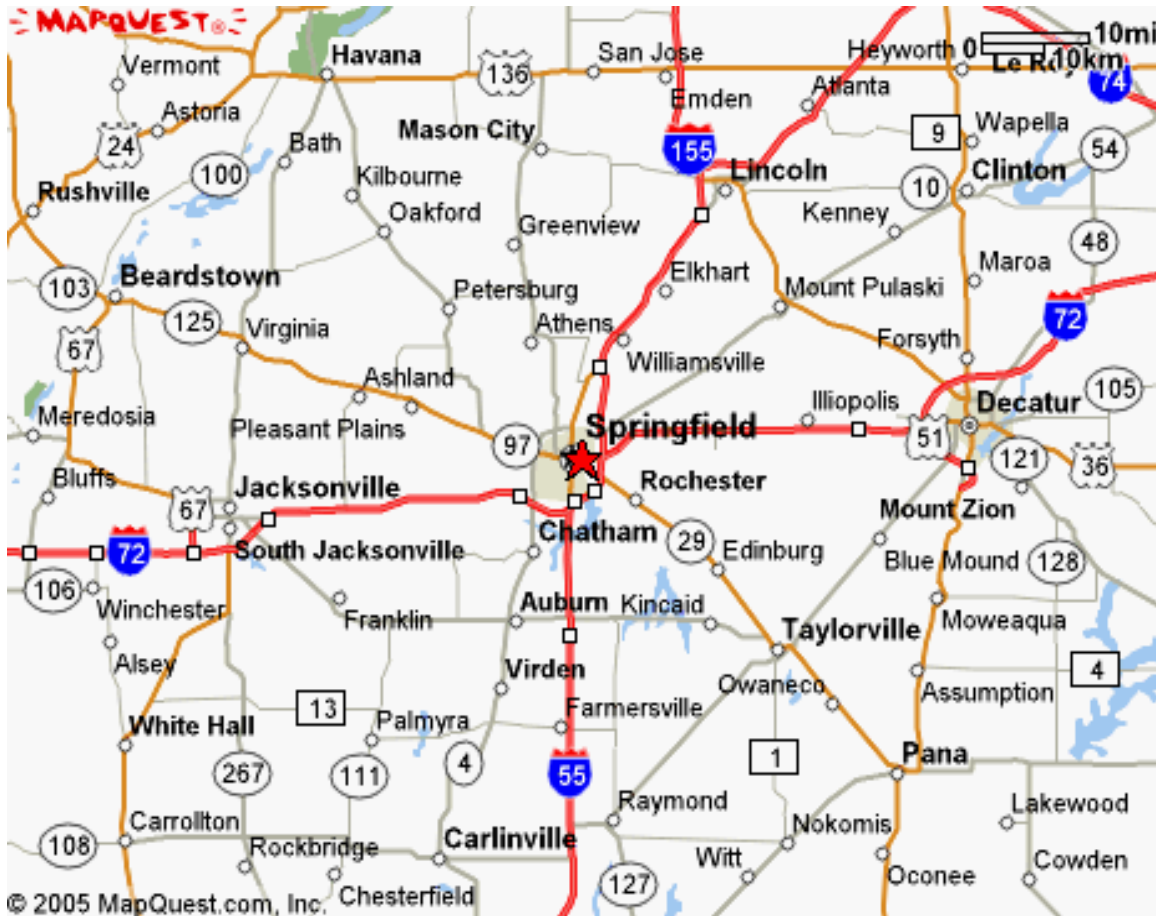 MAPQUEST®
Havana
136
San Jose
Heyworth
0
10mi
10km
Le Roy
74
Vermont
Emden
Atlanta
Astoria
24
Mason City
155
9
Wapella
Bath
54
100
Kilbourne
Lincoln
10
Clinton
Rushville
Oakford
Greenview
Kenney
48
Beardstown
Elkhart
Maroa
103
Petersburg
Mount Pulaski
125
Virginia
Athens
72
67
Williamsville
Forsyth
Ashland
105
Meredosia
Pleasant Plains
Springfield
Illiopolis
Decatur
97
51
121
36
Bluffs
Jacksonville
Rochester
67
Chatham
Mount Zion
72
South Jacksonville
29
Edinburg
Blue Mound
128
106
Winchester
Franklin
Auburn
Kincaid
Moweaqua
Taylorville
Alsey
Virden
Owaneco
Assumption
4
13
White Hall
Palmyra
Farmersville
267
111
4
55
1
Pana
Raymond
Lakewood
Carrollton
Nokomis
108
Rockbridge
Carlinville
Witt
Cowden
Chesterfield
127
Oconee
© 2005 MapQuest.com, Inc.